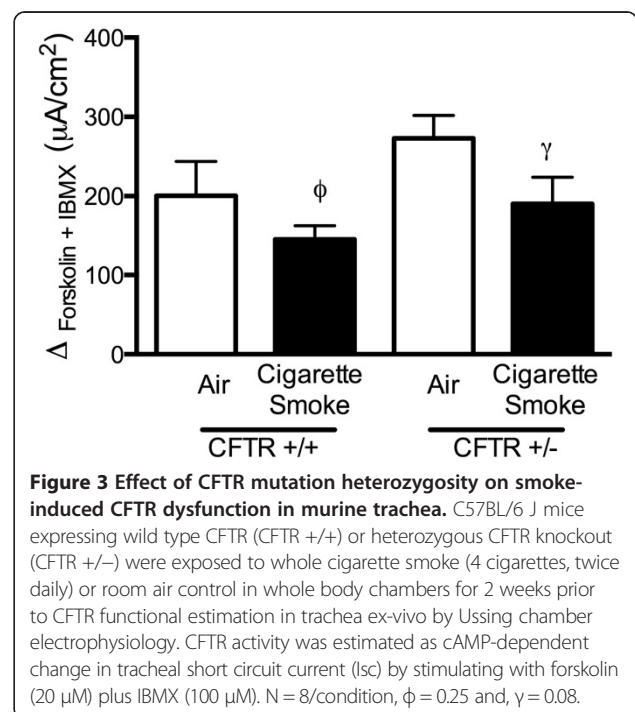 400
300
200
100
0
Δ Forskolin + IBMX (μA/cm²)
ϕ
γ
Air
Cigarette
Smoke
Air
Cigarette
Smoke
CFTR +/+
CFTR +/-
Figure 3 Effect of CFTR mutation heterozygosity on smoke-
induced CFTR dysfunction in murine trachea. C57BL/6 J mice
expressing wild type CFTR (CFTR +/+) or heterozygous CFTR knockout
(CFTR +/−) were exposed to whole cigarette smoke (4 cigarettes, twice
daily) or room air control in whole body chambers for 2 weeks prior
to CFTR functional estimation in trachea ex-vivo by Ussing chamber
electrophysiology. CFTR activity was estimated as cAMP-dependent
change in tracheal short circuit current (Isc) by stimulating with forskolin
(20 μM) plus IBMX (100 μM). N = 8/condition, ϕ = 0.25 and, γ = 0.08.